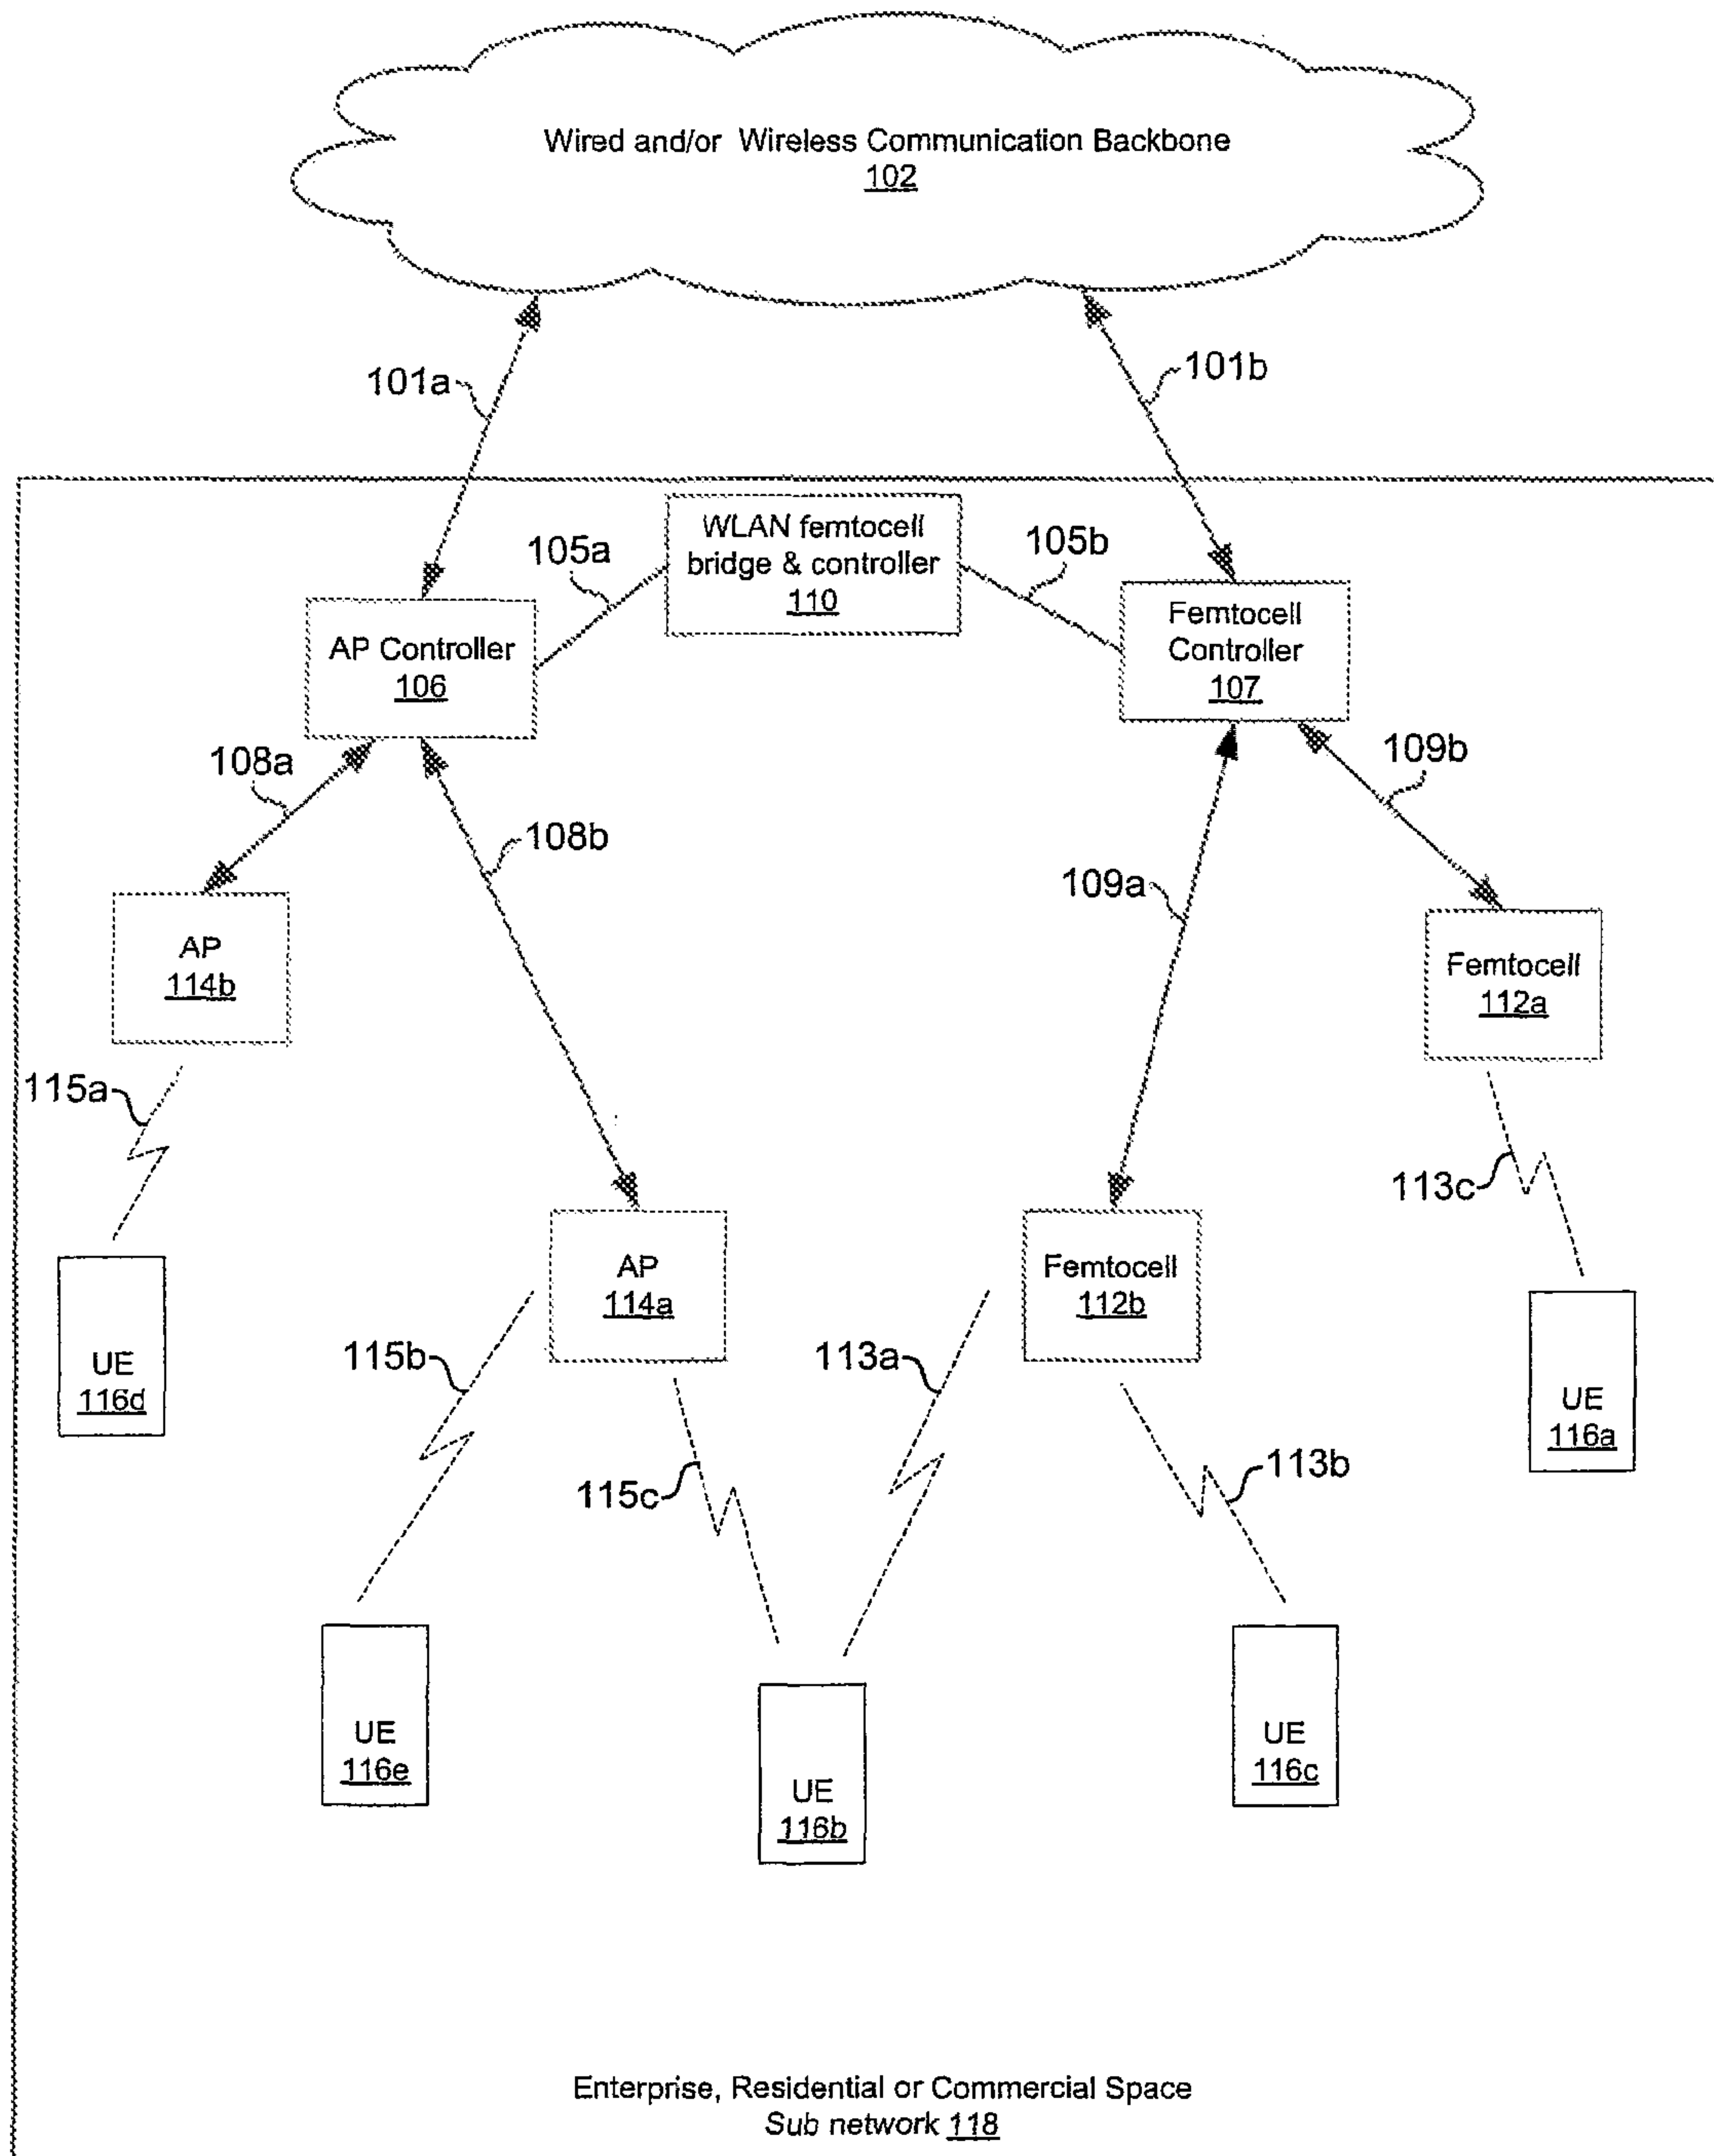 Wired and/or Wireless Communication Backbone
102
101a
101b
WLAN femtocell
bridge & controller
110
105a
105b
AP Controller
106
Femtocell
Controller
107
108a
108b
109a
109b
AP
114b
Femtocell
112a
115a
113c
AP
114a
Femtocell
112b
UE
116d
115b
113a
UE
116a
115c
113b
UE
116e
UE
116b
UE
116c
Enterprise, Residential or Commercial Space
Sub network 118